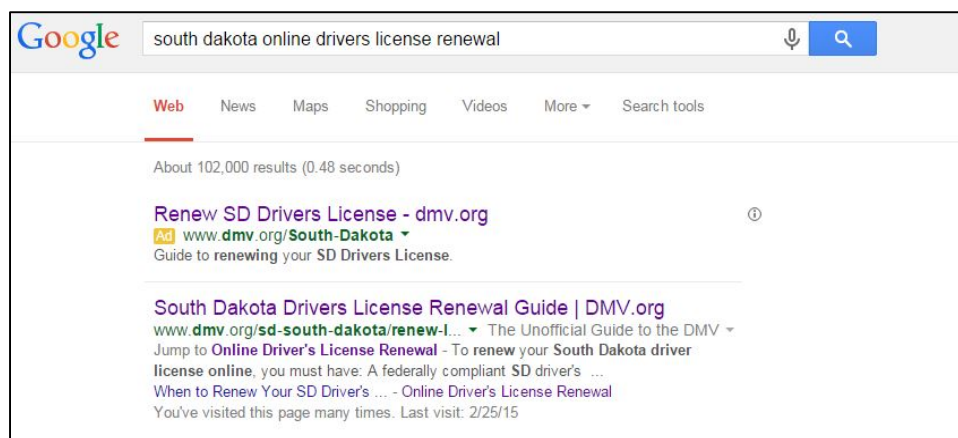 Google south dakota online drivers license renewal
Web News Maps Shopping Videos More Search tools
About 102,000 results (0.48 seconds)
Renew SD Drivers License - dmv.org
Ad www.dmv.org/South-Dakota
Guide to renewing your SD Drivers License.
South Dakota Drivers License Renewal Guide | DMV.org
www.dmv.org/sd-south-dakota/renew-l... The Unofficial Guide to the DMV
Jump to Online Driver's License Renewal - To renew your South Dakota driver
license online, you must have: A federally compliant SD driver's ...
When to Renew Your SD Driver's ... - Online Driver's License Renewal
You've visited this page many times. Last visit: 2/25/15